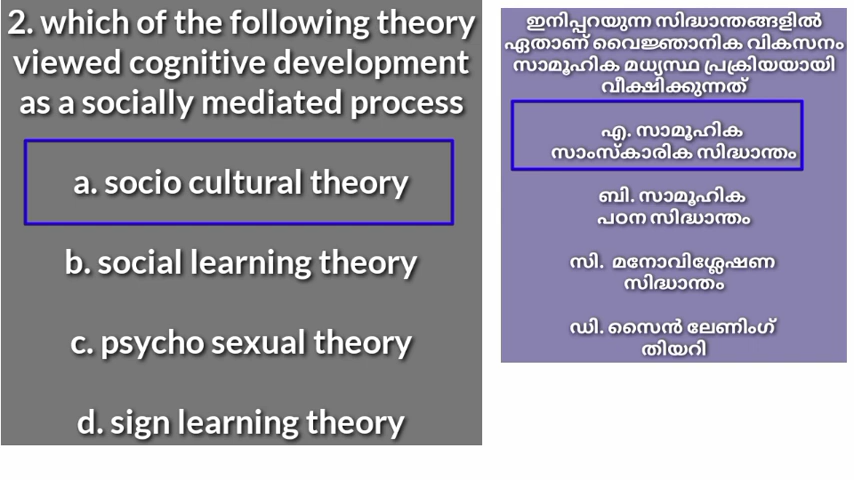 2. which of the following theory
viewed cognitive development
as a socially mediated process
a. socio cultural theory
b. social learning theory
c. psycho sexual theory
d. sign learning theory
ഇനിപ്പറയുന്ന സിദ്ധാന്തങ്ങളിൽ
ഏതാണ് വൈജ്ഞാനിക വികസനം
സാമൂഹിക മധ്യസ്ഥ പ്രക്രിയയായി
വീക്ഷിക്കുന്നത്
എ. സാമൂഹിക
സാംസ്കാരിക സിദ്ധാന്തം
ബി. സാമൂഹിക
പഠന സിദ്ധാന്തം
സി. മനോവിശ്ലേഷണ
സിദ്ധാന്തം
ഡി. സൈൻ ലേണിംഗ്
തിയറി